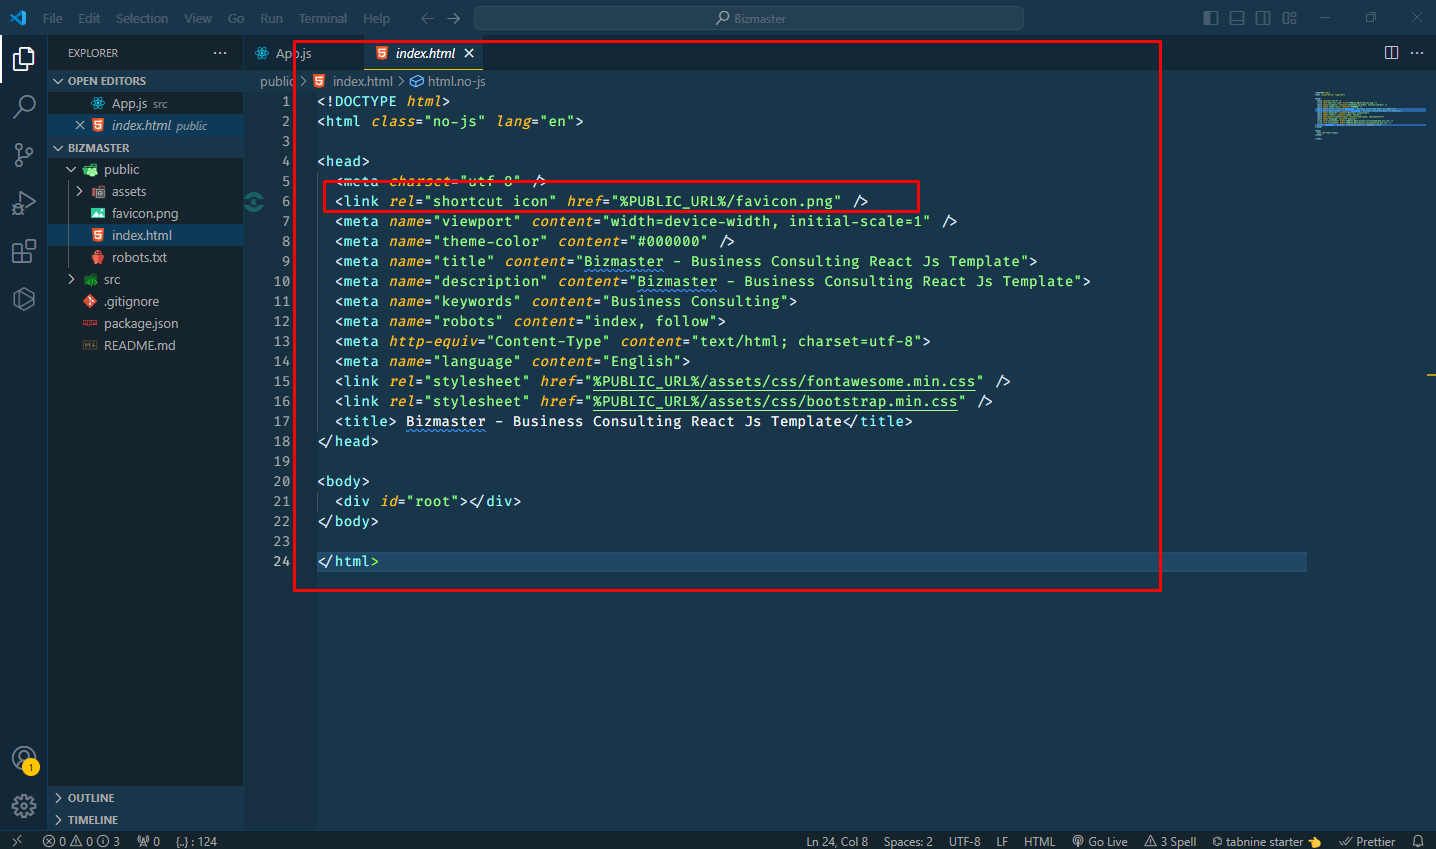 File Edit Selection View Go Run Terminal Help Bizmaster
EXPLORER
OPEN EDITORS
App.js src
index.html public
BIZMASTER
public
assets
favicon.png
index.html
robots.txt
src
.gitignore
package.json
README.md
OUTLINE
TIMELINE
1
App.js index.html
public > index.html > html.no-js
1 <!DOCTYPE html>
2 <html class="no-js" lang="en">
3
4 <head>
5 <meta charset="utf-8" />
6 <link rel="shortcut icon" href="%PUBLIC_URL%/favicon.png" />
7 <meta name="viewport" content="width=device-width, initial-scale=1" />
8 <meta name="theme-color" content="#000000" />
9 <meta name="title" content="Bizmaster - Business Consulting React Js Template">
10 <meta name="description" content="Bizmaster - Business Consulting React Js Template">
11 <meta name="keywords" content="Business Consulting">
12 <meta name="robots" content="index, follow">
13 <meta http-equiv="Content-Type" content="text/html; charset=utf-8">
14 <meta name="language" content="English">
15 <link rel="stylesheet" href="%PUBLIC_URL%/assets/css/fontawesome.min.css" />
16 <link rel="stylesheet" href="%PUBLIC_URL%/assets/css/bootstrap.min.css" />
17 <title> Bizmaster - Business Consulting React Js Template</title>
18 </head>
19
20 <body>
21 <div id="root"></div>
22 </body>
23
24 </html>
0 0 3 0 {..} : 124 Ln 24, Col 8 Spaces: 2 UTF-8 LF HTML Go Live 3 Spell tabnine starter Prettier